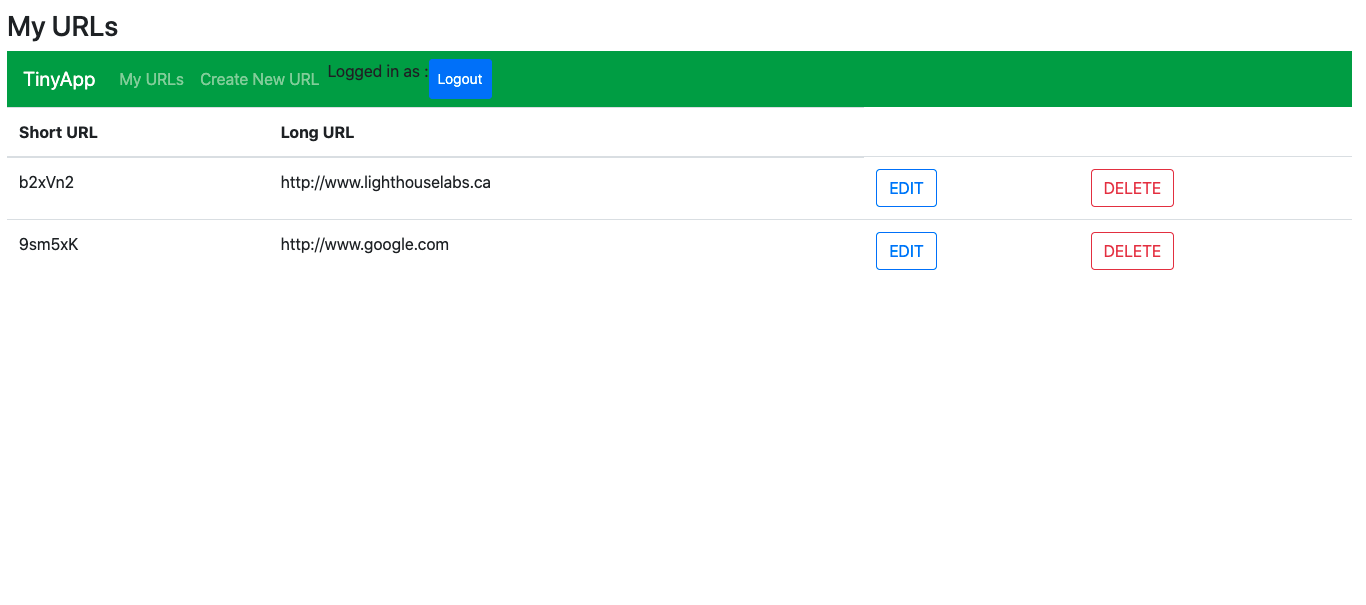 My URLs
TinyApp My URLs Create New URL Logged in as : Logout
Short URL Long URL
b2xVn2 http://www.lighthouselabs.ca EDIT DELETE
9sm5xK http://www.google.com EDIT DELETE